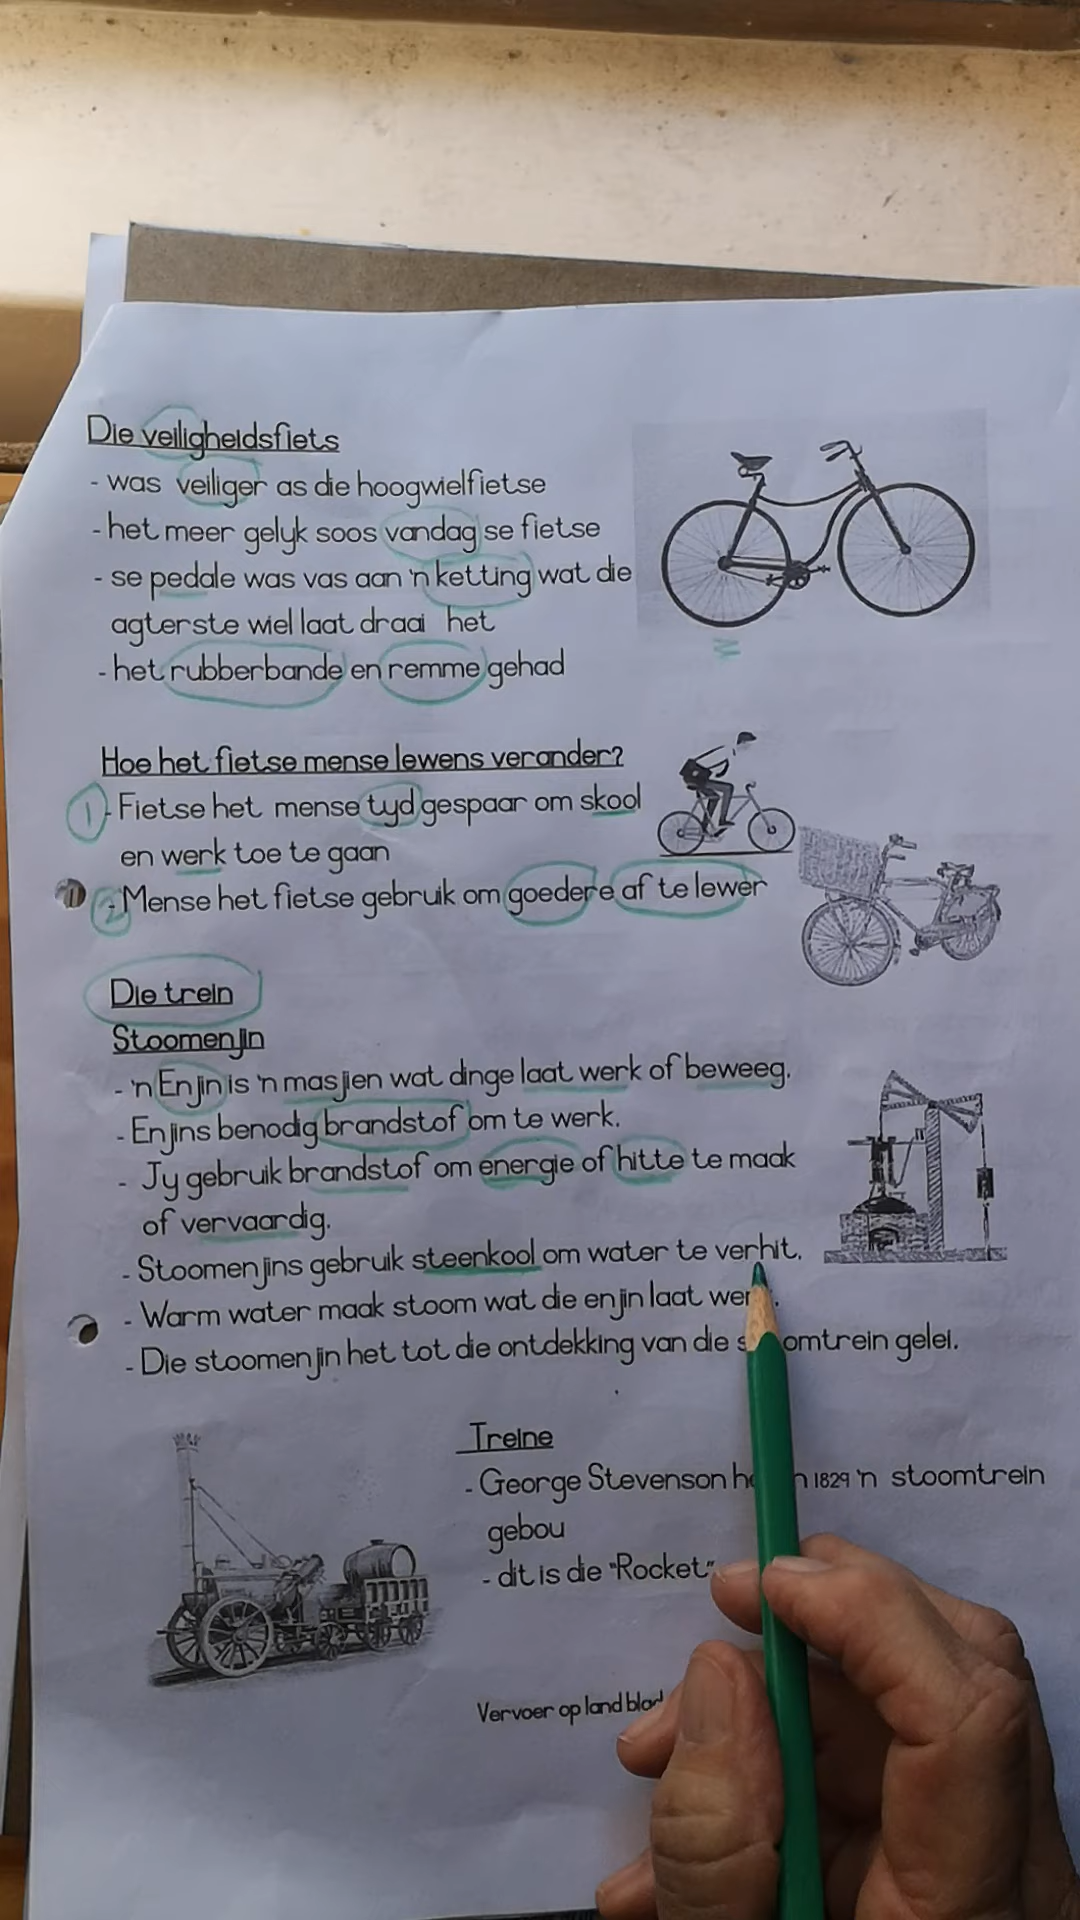 Die veiligheidsfiets
- was veiliger as die hoogwielfietse
- het meer gelyk soos vandag se fietse
- se pedale was vas aan 'n ketting wat die
agterste wiel laat draai het
- het rubberbande en remme gehad
M
Hoe het fietse mense lewens verander?
1 - Fietse het mense tyd gespaar om skool
en werk toe te gaan
2 - Mense het fietse gebruik om goedere af te lewer
Die trein
Stoomenjin
- 'n Enjin is 'n masjien wat dinge laat werk of beweeg.
- Enjins benodig brandstof om te werk.
- Jy gebruik brandstof om energie of hitte te maak
of vervaardig.
- Stoomenjins gebruik steenkool om water te verhit.
- Warm water maak stoom wat die enjin laat
- Die stoomenjin het tot die ontdekking van die gelei.
Treine
- George Stevenson 1829 'n stoomtrein
gebou
- dit is die "Rocket"
Vervoer op land